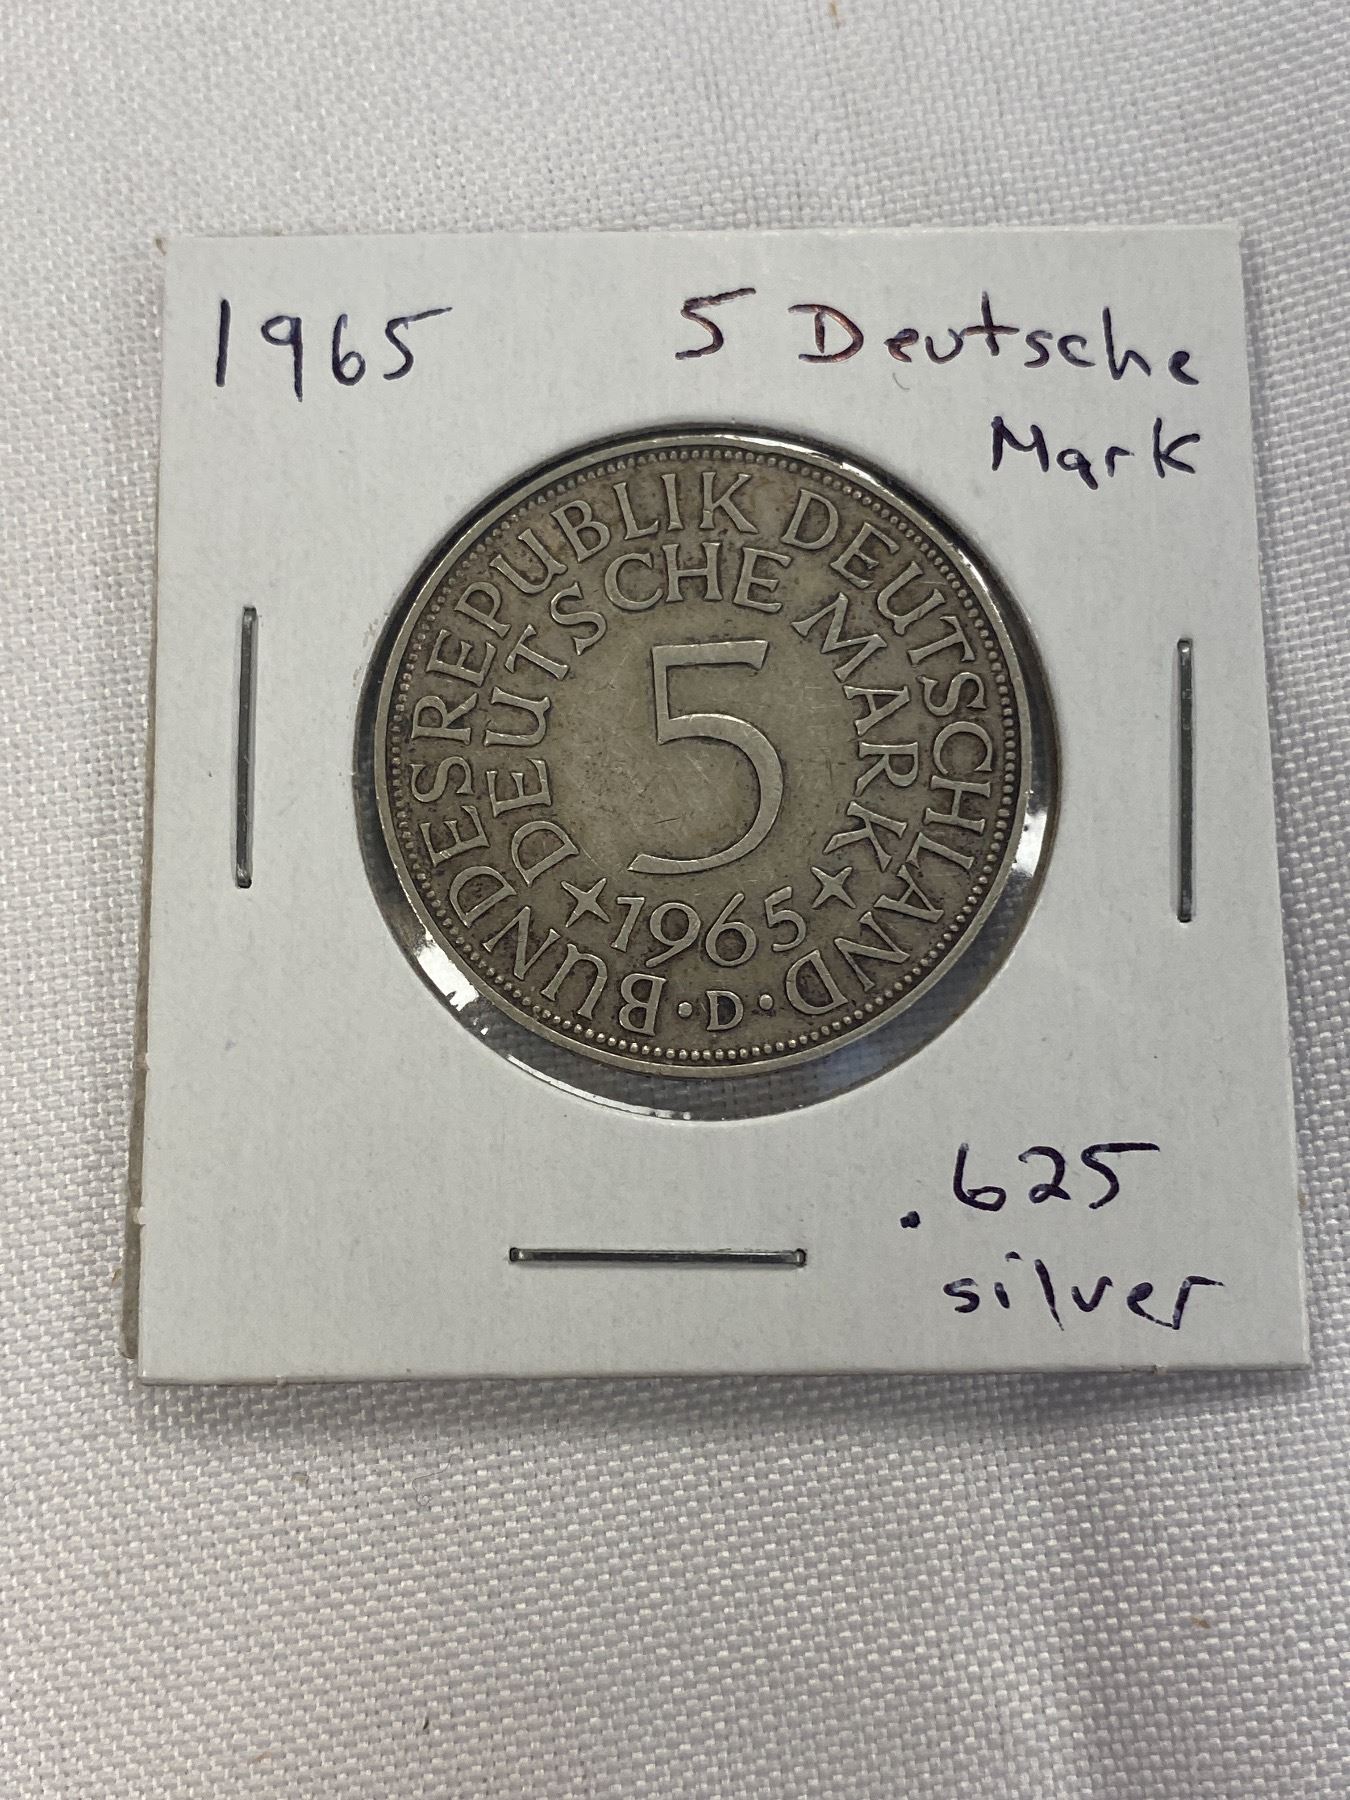 1965 5 Deutsche
Mark
BUNDESREPUBLIK DEUTSCHLAND
DEUTSCHE MARK
5
1965
· D ·
.625
silver